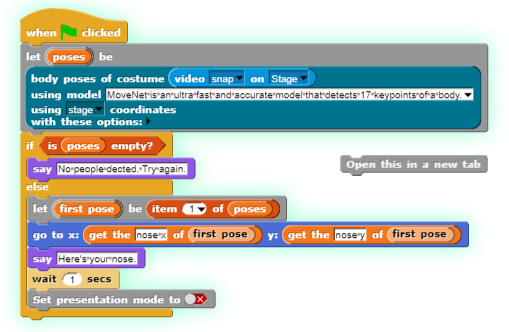 when clicked
let poses be
body poses of costume video snap on Stage
using model MoveNet is an ultra fast and accurate model that detects 17 keypoints of a body.
using stage coordinates
with these options:
if is poses empty?
say No people dected. Try again.
Open this in a new tab
else
let first pose be item 1 of poses
go to x: get the nose x of first pose y: get the nose y of first pose
say Here's your nose.
wait 1 secs
Set presentation mode to